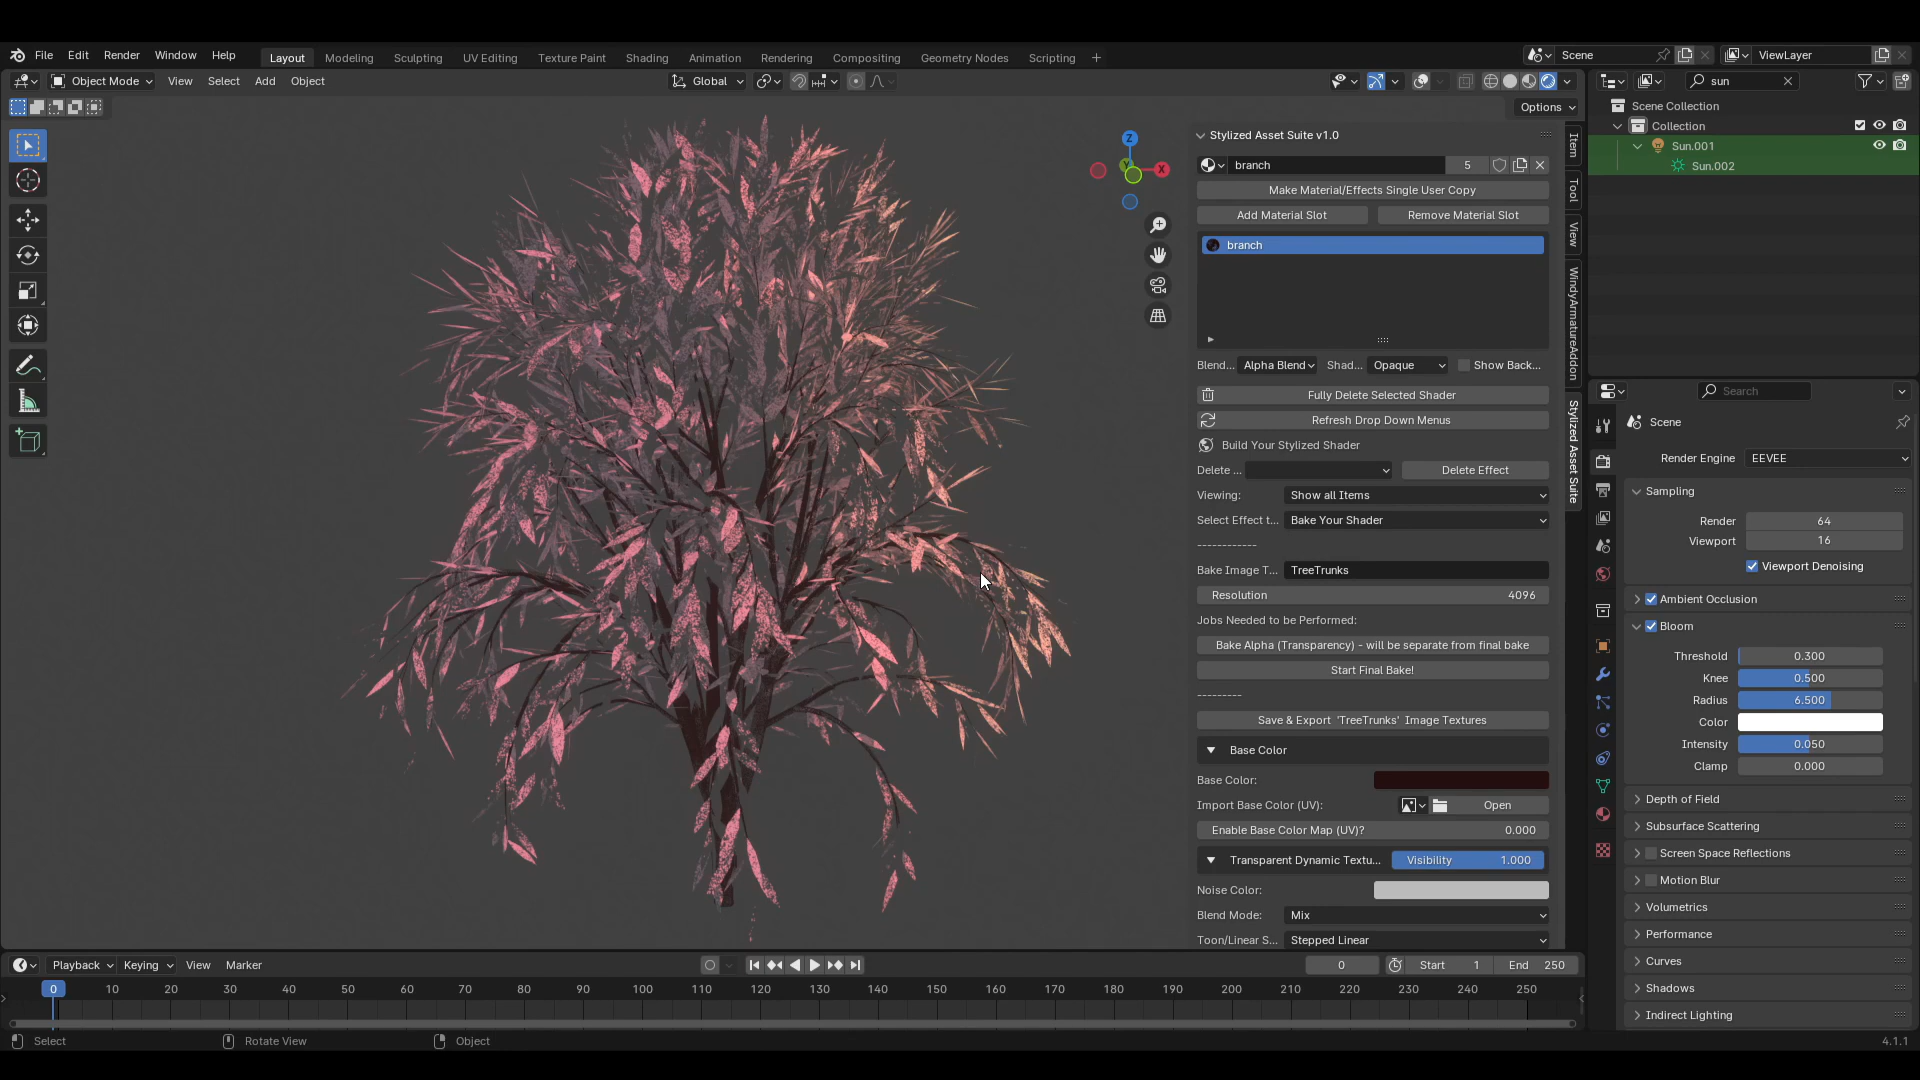 File Edit Render Window Help Layout Modeling Sculpting UV Editing Texture Paint Shading Animation Rendering Compositing Geometry Nodes Scripting + Scene ViewLayer
Object Mode View Select Add Object Global sun
Options
Scene Collection
Collection
Sun.001
Sun.002
Z
Y
X
Item
Tool
View
WindyArmatureAddon
Stylized Asset Suite
Stylized Asset Suite v1.0
branch 5
Make Material/Effects Single User Copy
Add Material Slot Remove Material Slot
branch
Blend... Alpha Blend Shad... Opaque Show Back...
Fully Delete Selected Shader
Refresh Drop Down Menus
Build Your Stylized Shader
Delete ... Delete Effect
Viewing: Show all Items
Select Effect t... Bake Your Shader
------------
Bake Image T... TreeTrunks
Resolution 4096
Jobs Needed to be Performed:
Bake Alpha (Transparency) - will be separate from final bake
Start Final Bake!
---------
Save & Export 'TreeTrunks' Image Textures
Base Color
Base Color:
Import Base Color (UV): Open
Enable Base Color Map (UV)? 0.000
Transparent Dynamic Textu... Visibility 1.000
Noise Color:
Blend Mode: Mix
Toon/Linear S... Stepped Linear
Search
Scene
Render Engine EEVEE
Sampling
Render 64
Viewport 16
Viewport Denoising
Ambient Occlusion
Bloom
Threshold 0.300
Knee 0.500
Radius 6.500
Color
Intensity 0.050
Clamp 0.000
Depth of Field
Subsurface Scattering
Screen Space Reflections
Motion Blur
Volumetrics
Performance
Curves
Shadows
Indirect Lighting
Playback Keying View Marker 0 Start 1 End 250
0 10 20 30 40 50 60 70 80 90 100 110 120 130 140 150 160 170 180 190 200 210 220 230 240 250
Select Rotate View Object 4.1.1